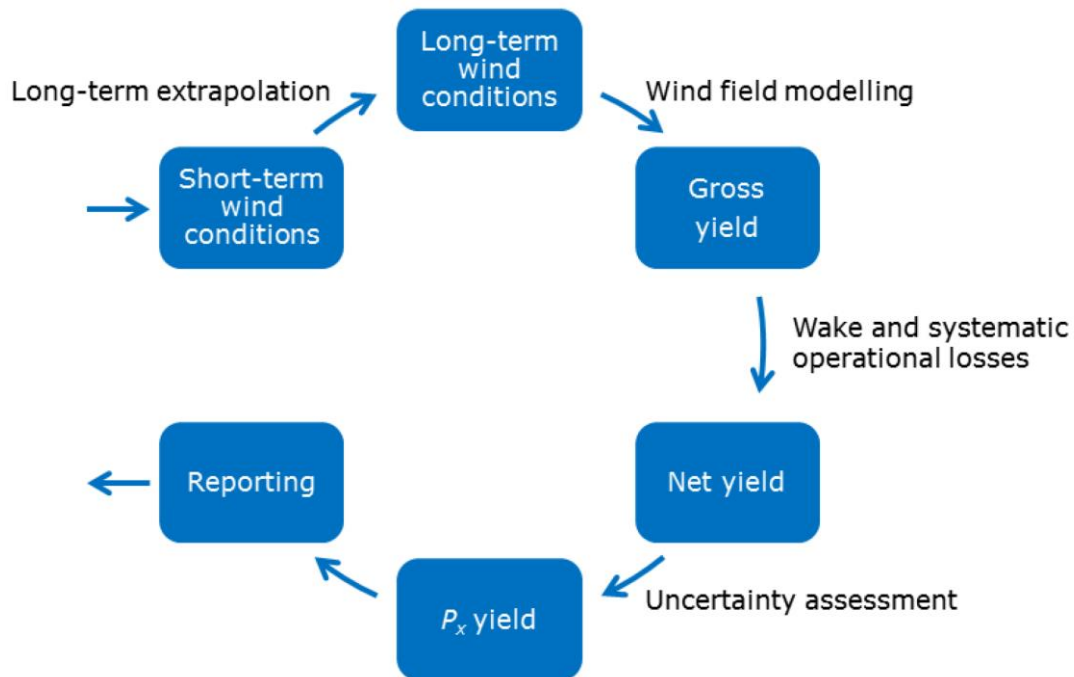 Long-term
wind
conditions
Long-term extrapolation
Wind field modelling
Short-term
wind
conditions
Gross
yield
Wake and systematic
operational losses
Reporting
Net yield
Uncertainty assessment
Px yield